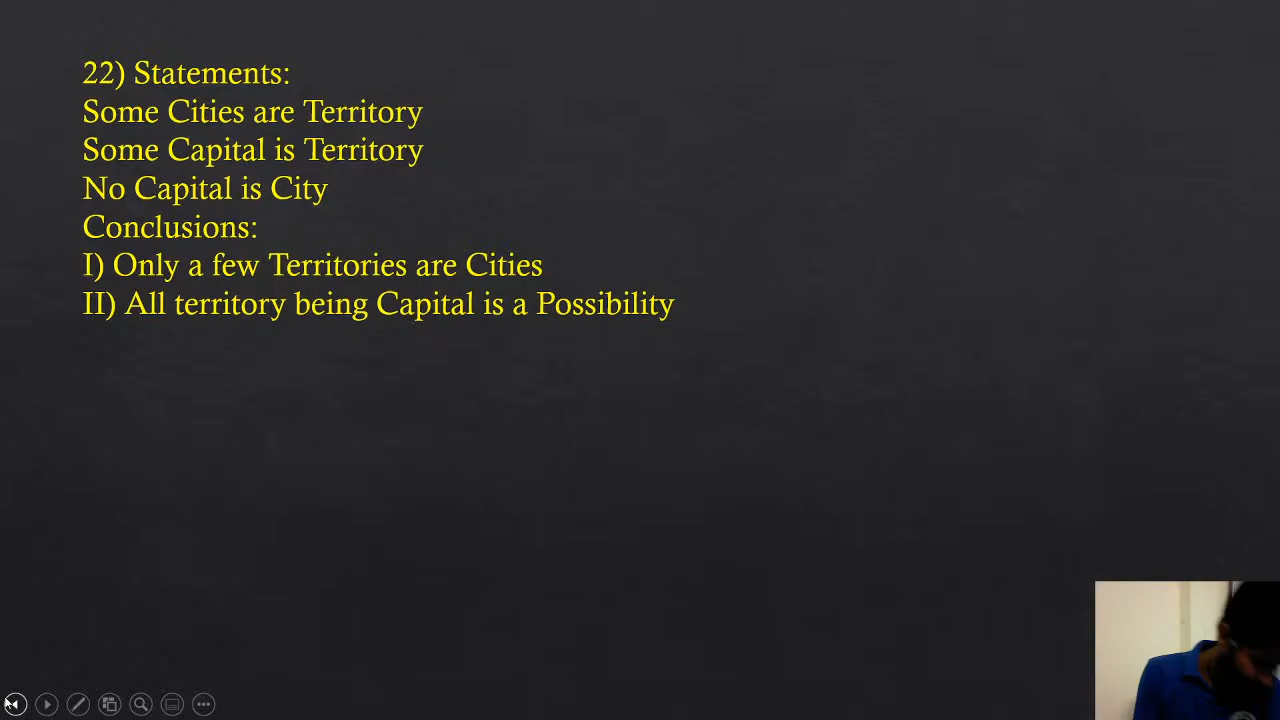 22) Statements:
Some Cities are Territory
Some Capital is Territory
No Capital is City
Conclusions:
I) Only a few Territories are Cities
II) All territory being Capital is a Possibility